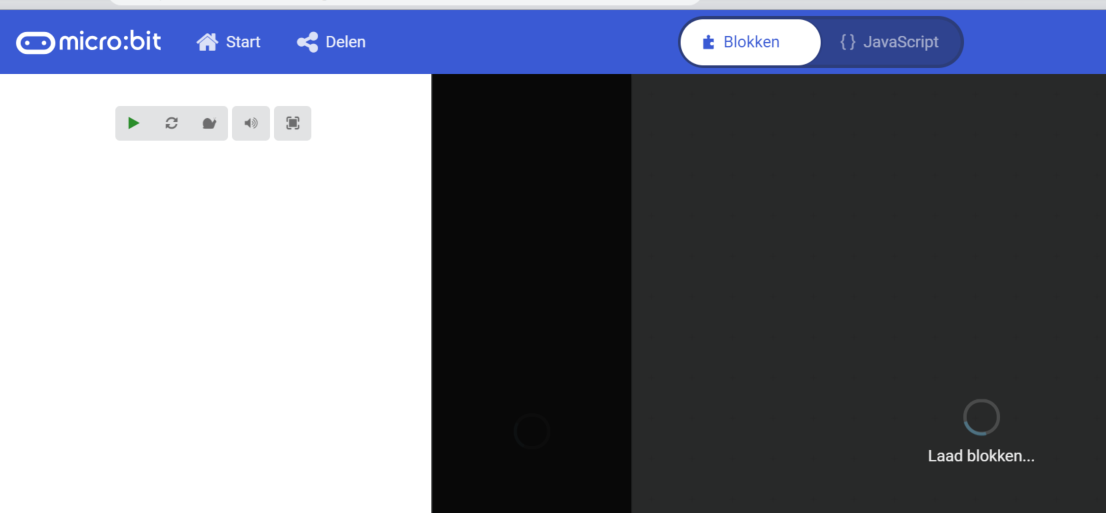 micro:bit Start Delen Blokken { } JavaScript
Laad blokken...